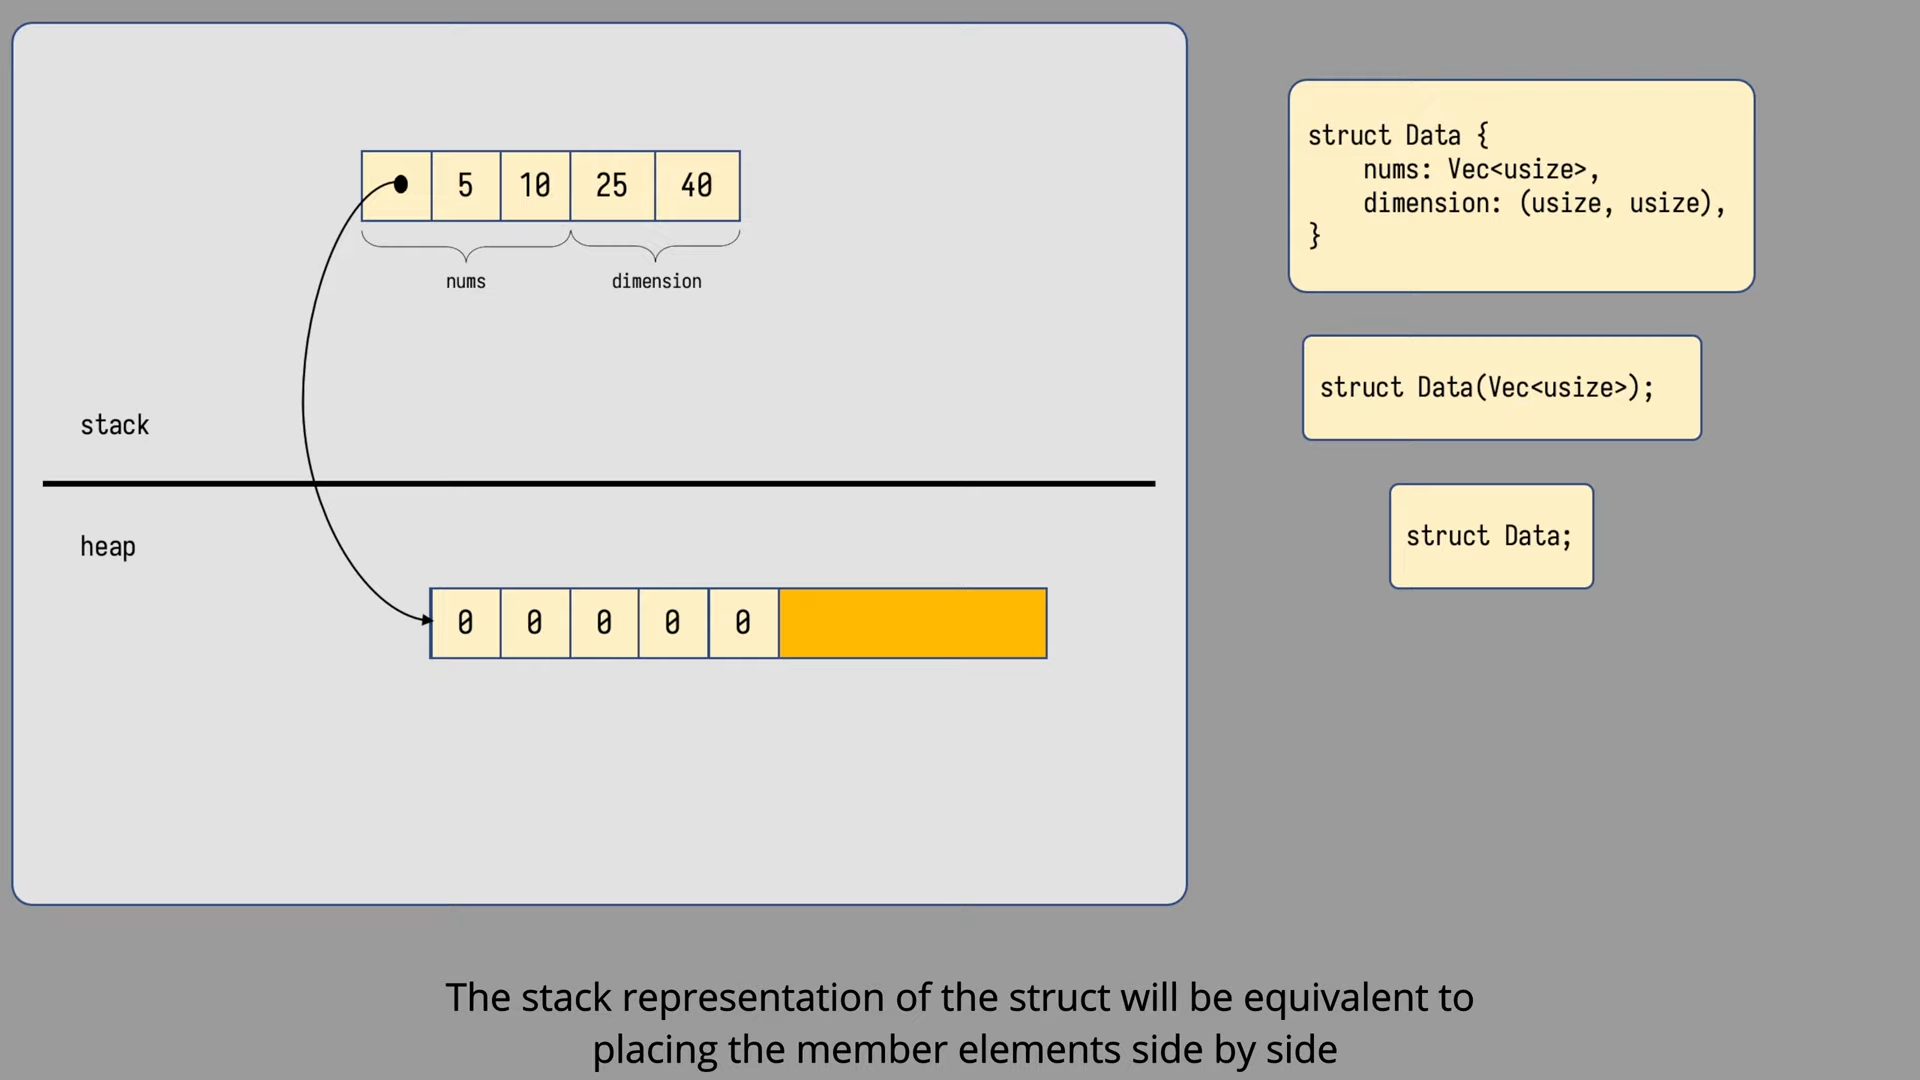 5 10 25 40
nums dimension
stack
heap
0 0 0 0 0
struct Data {
    nums: Vec<usize>,
    dimension: (usize, usize),
}
struct Data(Vec<usize>);
struct Data;
The stack representation of the struct will be equivalent to
placing the member elements side by side